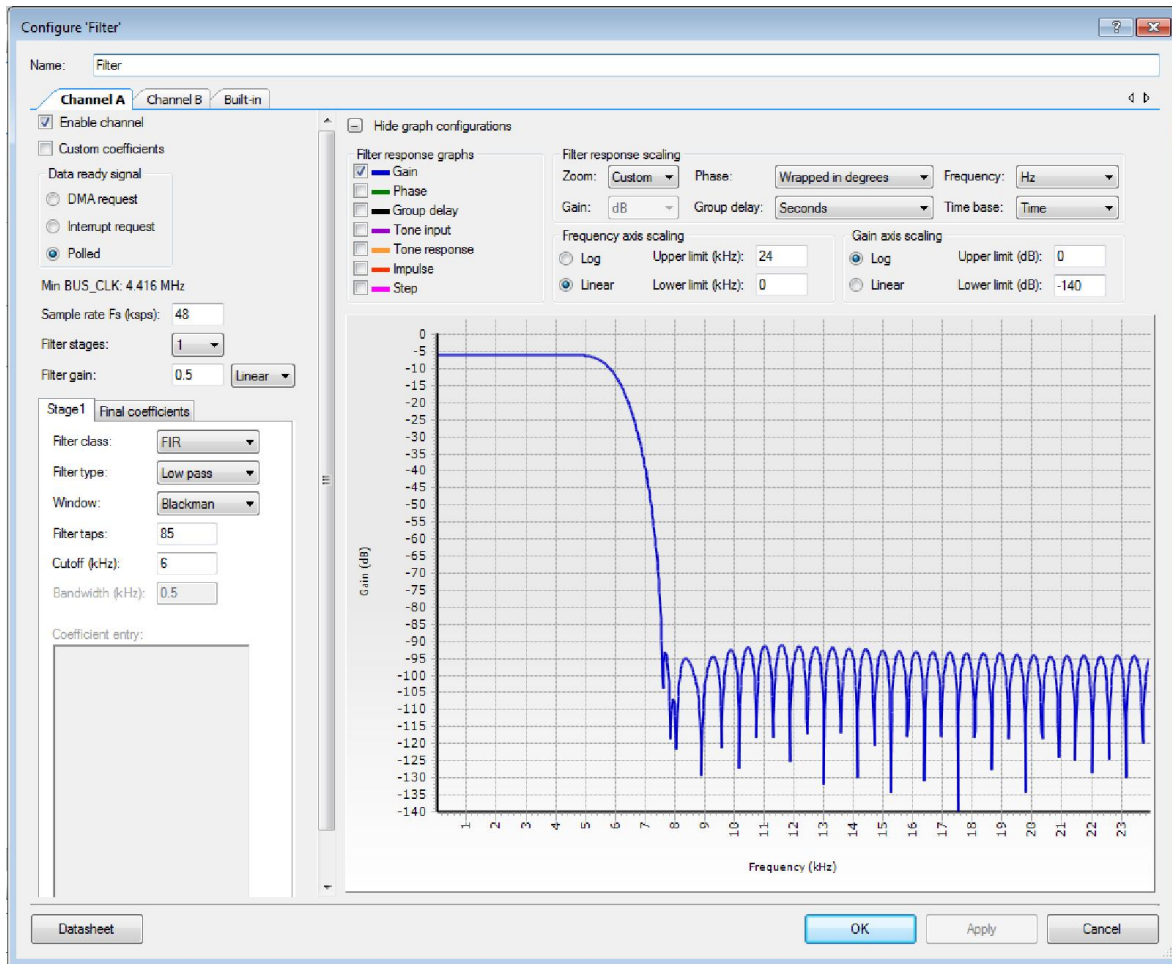 Configure 'Filter'
Name: Filter
Channel A Channel B Built-in
Enable channel
Custom coefficients
Data ready signal
DMA request
Interrupt request
Polled
Min BUS_CLK: 4.416 MHz
Sample rate Fs (ksps): 48
Filter stages: 1
Filter gain: 0.5 Linear
Stage1 Final coefficients
Filter class: FIR
Filter type: Low pass
Window: Blackman
Filter taps: 85
Cutoff (kHz): 6
Bandwidth (kHz): 0.5
Coefficient entry:
Hide graph configurations
Filter response graphs
Gain
Phase
Group delay
Tone input
Tone response
Impulse
Step
Filter response scaling
Zoom: Custom Phase: Wrapped in degrees Frequency: Hz
Gain: dB Group delay: Seconds Time base: Time
Frequency axis scaling
Log Upper limit (kHz): 24
Linear Lower limit (kHz): 0
Gain axis scaling
Log Upper limit (dB): 0
Linear Lower limit (dB): -140
0
-5
-10
-15
-20
-25
-30
-35
-40
-45
-50
-55
-60
-65
-70
-75
-80
-85
-90
-95
-100
-105
-110
-115
-120
-125
-130
-135
-140
Gain (dB)
1 2 3 4 5 6 7 8 9 10 11 12 13 14 15 16 17 18 19 20 21 22 23
Frequency (kHz)
Datasheet OK Apply Cancel